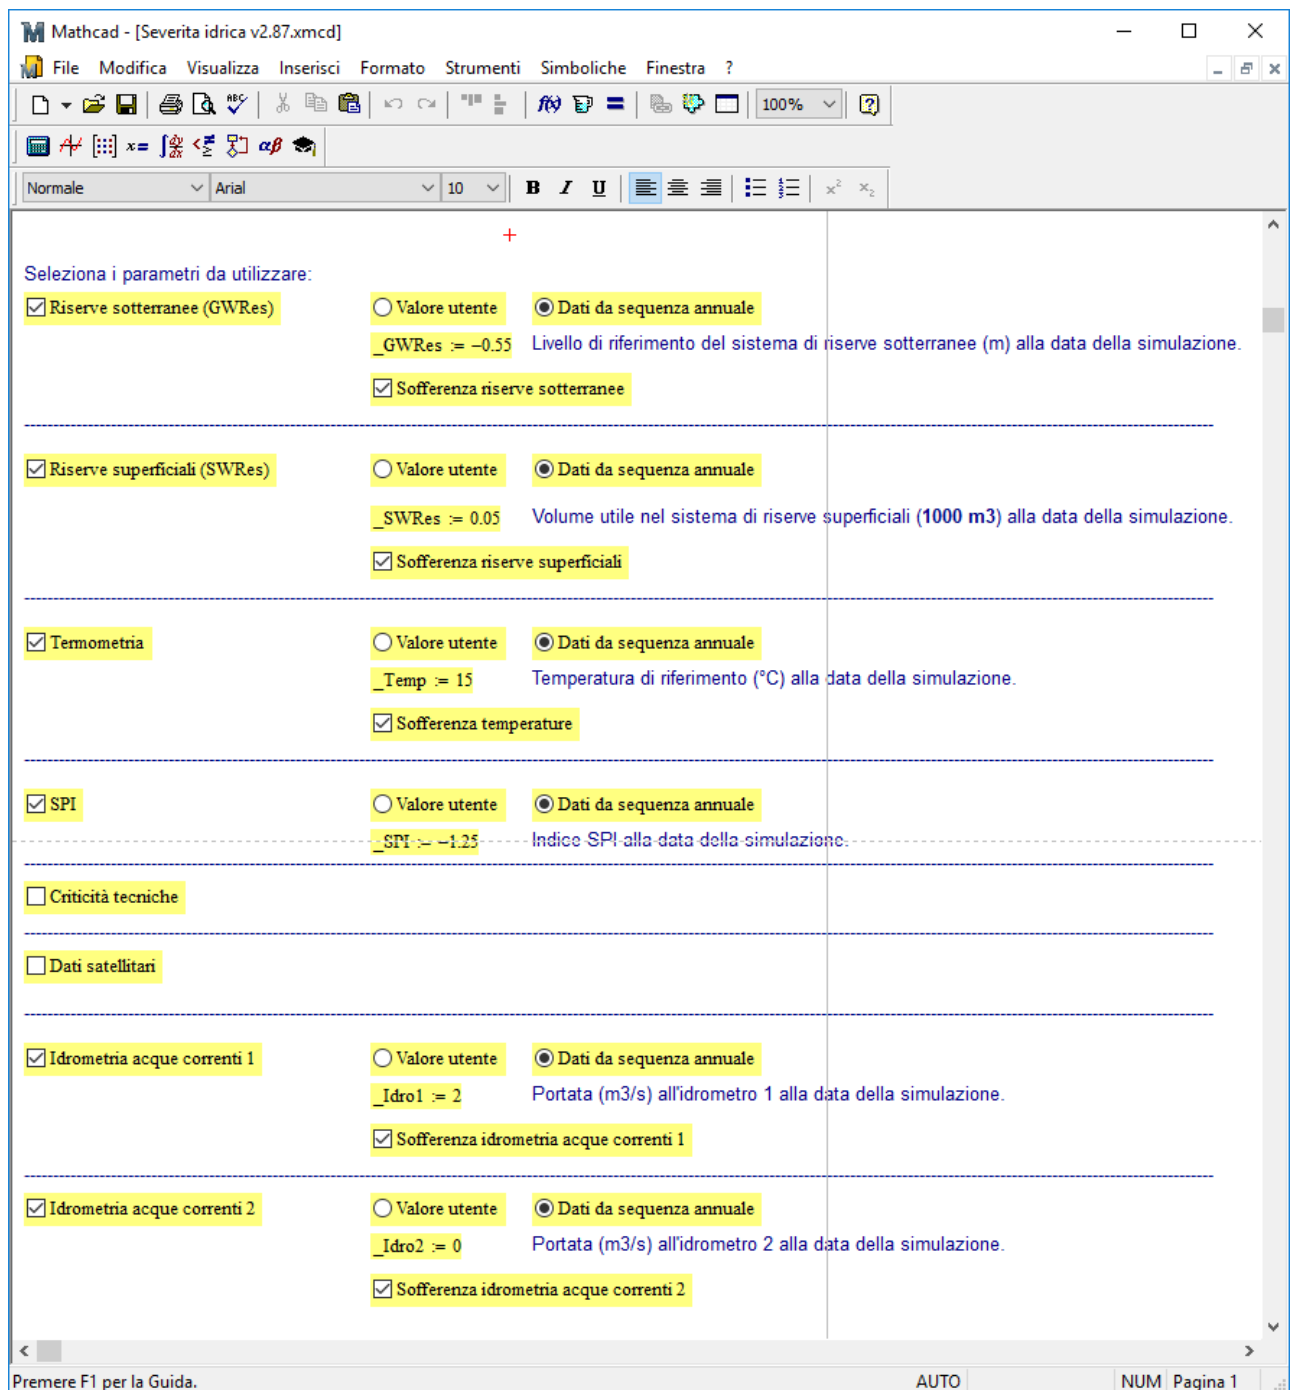 Mathcad - [Severita idrica v2.87.xmcd]
File Modifica Visualizza Inserisci Formato Strumenti Simboliche Finestra ?
100%
Normale Arial 10 B I U x² x₂
Seleziona i parametri da utilizzare:
Riserve sotterranee (GWRes) Valore utente Dati da sequenza annuale
_GWRes := −0.55 Livello di riferimento del sistema di riserve sotterranee (m) alla data della simulazione.
Sofferenza riserve sotterranee
Riserve superficiali (SWRes) Valore utente Dati da sequenza annuale
_SWRes := 0.05 Volume utile nel sistema di riserve superficiali (1000 m3) alla data della simulazione.
Sofferenza riserve superficiali
Termometria Valore utente Dati da sequenza annuale
_Temp := 15 Temperatura di riferimento (°C) alla data della simulazione.
Sofferenza temperature
SPI Valore utente Dati da sequenza annuale
_SPI := −1.25 Indice SPI alla data della simulazione.
Criticità tecniche
Dati satellitari
Idrometria acque correnti 1 Valore utente Dati da sequenza annuale
_Idro1 := 2 Portata (m3/s) all'idrometro 1 alla data della simulazione.
Sofferenza idrometria acque correnti 1
Idrometria acque correnti 2 Valore utente Dati da sequenza annuale
_Idro2 := 0 Portata (m3/s) all'idrometro 2 alla data della simulazione.
Sofferenza idrometria acque correnti 2
Premere F1 per la Guida. AUTO NUM Pagina 1